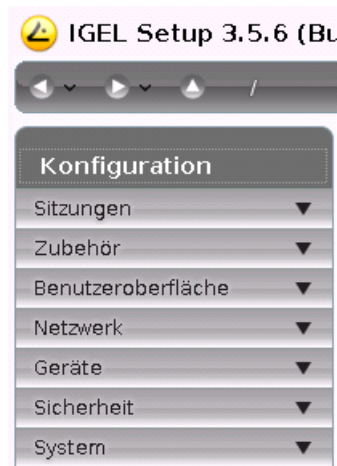 IGEL Setup 3.5.6 (Bu
/
Konfiguration
Sitzungen
Zubehör
Benutzeroberfläche
Netzwerk
Geräte
Sicherheit
System